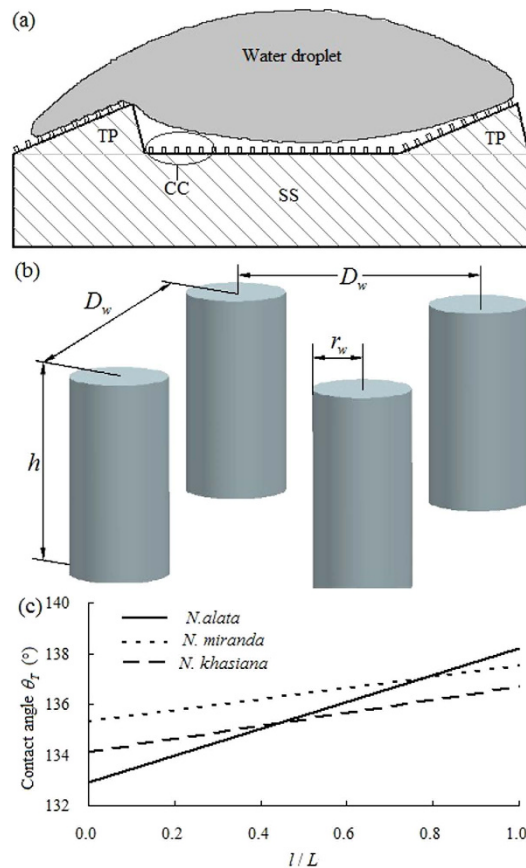 (a)
Water droplet
TP
TP
CC
SS
(b)
D_w
D_w
r_w
h
(c)
140
138
136
134
132
Contact angle θ_T (°)
N.alata
N. miranda
N. khasiana
0.0 0.2 0.4 0.6 0.8 1.0
l / L